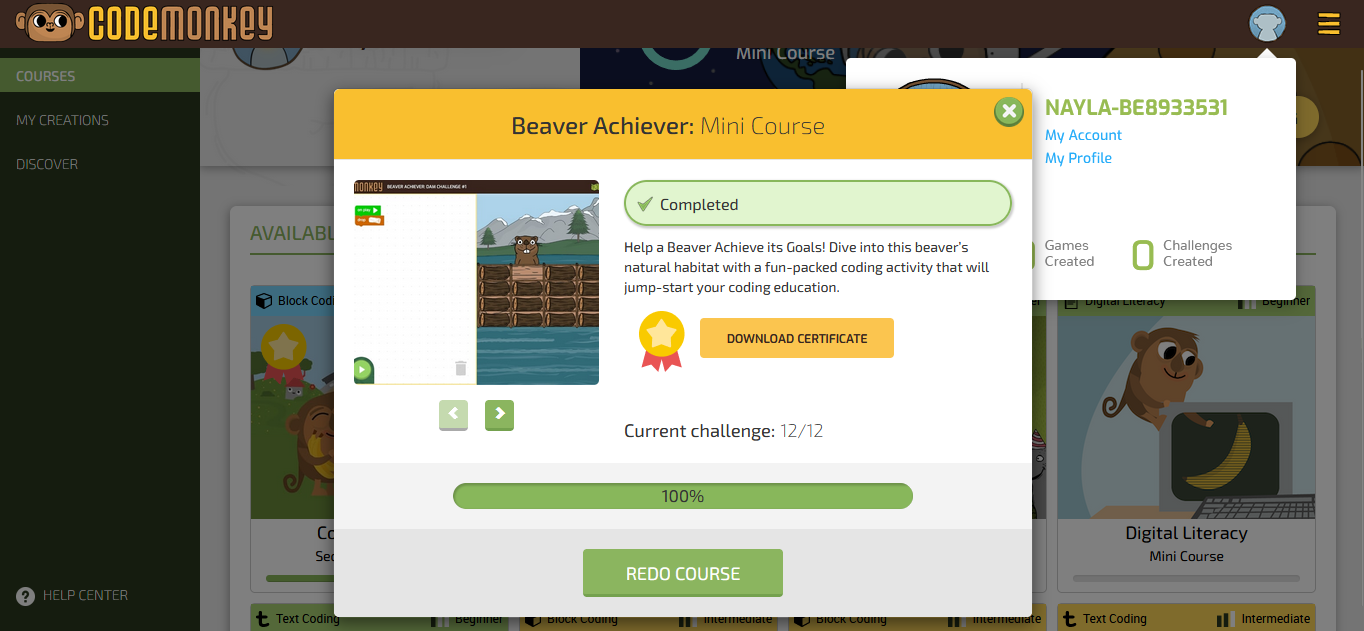 CODEMONKEY
COURSES
MY CREATIONS
DISCOVER
HELP CENTER
Mini Course
NAYLA-BE8933531
My Account
My Profile
Games
Created
Challenges
Created
Beaver Achiever: Mini Course
MONKEY BEAVER ACHIEVER: DAM CHALLENGE #1
Completed
Help a Beaver Achieve its Goals! Dive into this beaver's
natural habitat with a fun-packed coding activity that will
jump-start your coding education.
DOWNLOAD CERTIFICATE
Current challenge: 12/12
100%
REDO COURSE
AVAILABL
Block Codi
Digital Literacy
Beginner
Co
Sec
Digital Literacy
Mini Course
Text Coding Beginner
Block Coding Intermediate
Block Coding Intermediate
Text Coding Intermediate